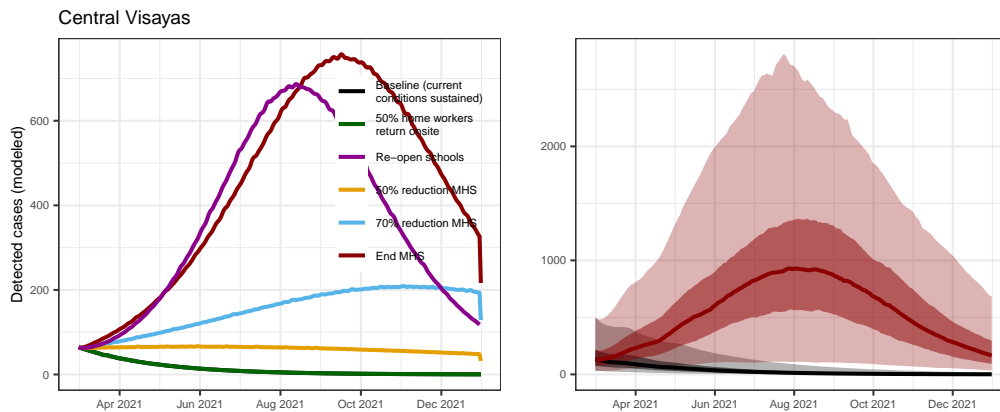 Central Visayas
Detected cases (modeled)
600
400
200
0
Apr 2021
Jun 2021
Aug 2021
Oct 2021
Dec 2021
Baseline (current
conditions sustained)
50% home workers
return onsite
Re−open schools
50% reduction MHS
70% reduction MHS
End MHS
2000
1000
0
Apr 2021
Jun 2021
Aug 2021
Oct 2021
Dec 2021